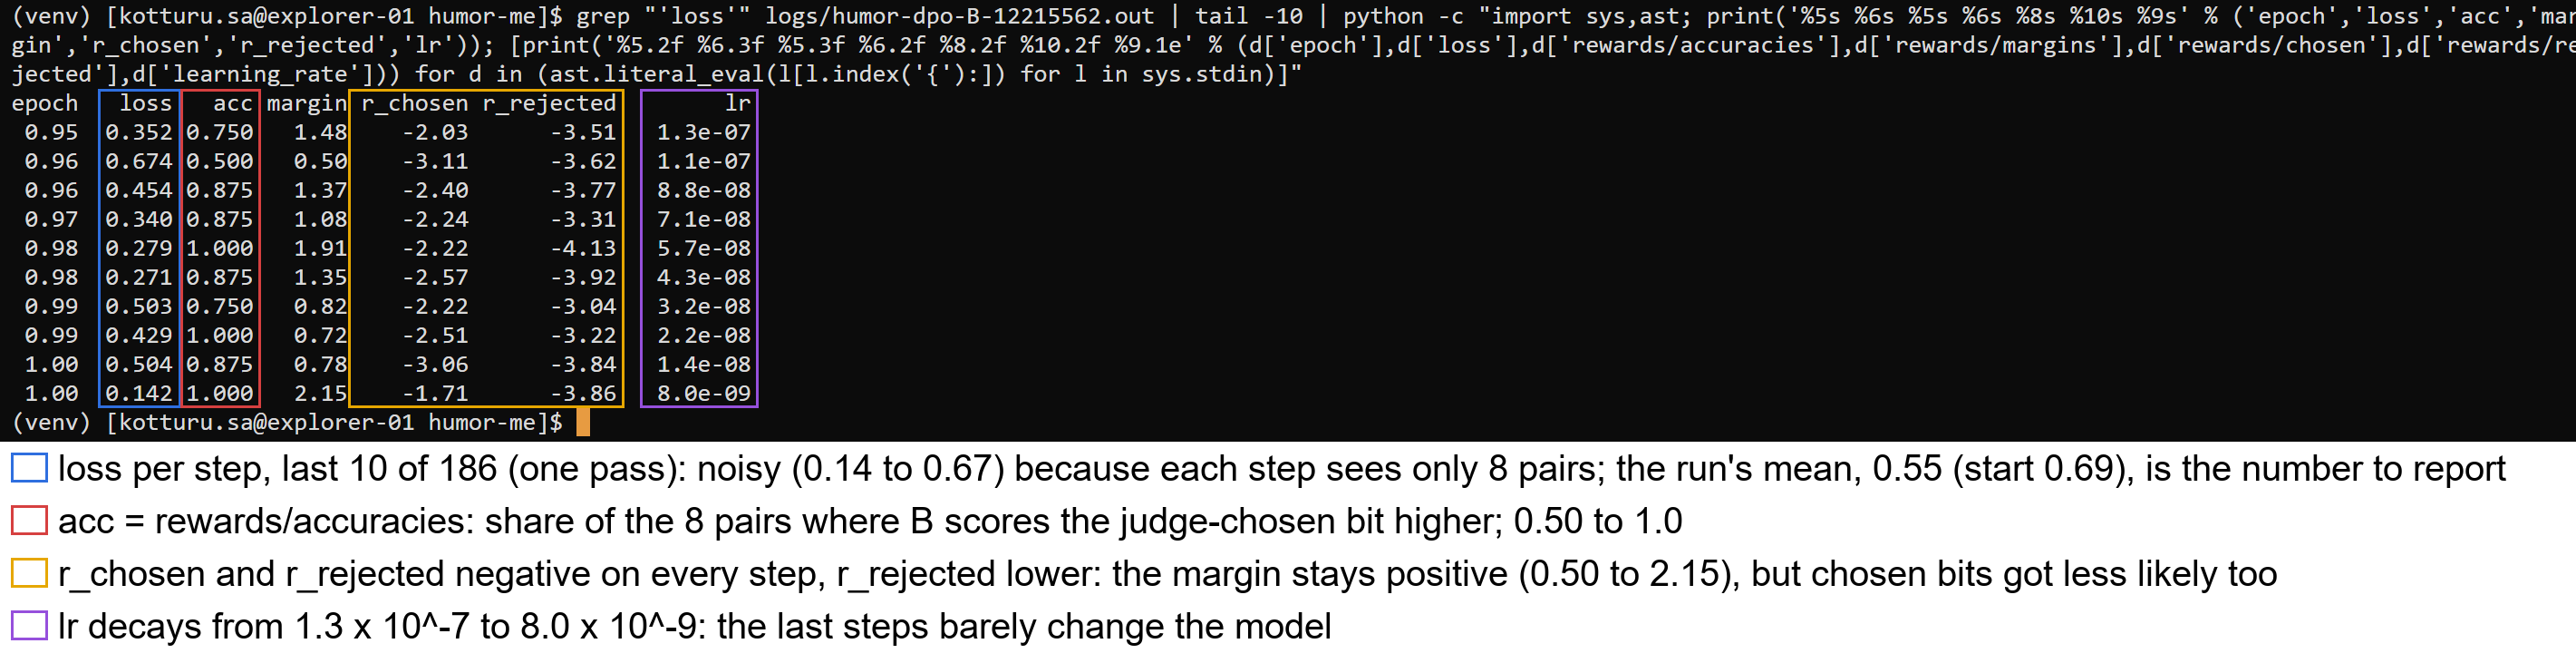 (venv) [kotturu.sa@explorer-01 humor-me]$ grep "'loss'" logs/humor-dpo-B-12215562.out | tail -10 | python -c "import sys,ast; print('%5s %6s %5s %6s %8s %10s %9s' % ('epoch','loss','acc','mar
gin','r_chosen','r_rejected','lr')); [print('%5.2f %6.3f %5.3f %6.2f %8.2f %10.2f %9.1e' % (d['epoch'],d['loss'],d['rewards/accuracies'],d['rewards/margins'],d['rewards/chosen'],d['rewards/re
jected'],d['learning_rate'])) for d in (ast.literal_eval(l[l.index('{'):]) for l in sys.stdin)]"
epoch loss acc margin r_chosen r_rejected lr
0.95 0.352 0.750 1.48 -2.03 -3.51 1.3e-07
0.96 0.674 0.500 0.50 -3.11 -3.62 1.1e-07
0.96 0.454 0.875 1.37 -2.40 -3.77 8.8e-08
0.97 0.340 0.875 1.08 -2.24 -3.31 7.1e-08
0.98 0.279 1.000 1.91 -2.22 -4.13 5.7e-08
0.98 0.271 0.875 1.35 -2.57 -3.92 4.3e-08
0.99 0.503 0.750 0.82 -2.22 -3.04 3.2e-08
0.99 0.429 1.000 0.72 -2.51 -3.22 2.2e-08
1.00 0.504 0.875 0.78 -3.06 -3.84 1.4e-08
1.00 0.142 1.000 2.15 -1.71 -3.86 8.0e-09
(venv) [kotturu.sa@explorer-01 humor-me]$
loss per step, last 10 of 186 (one pass): noisy (0.14 to 0.67) because each step sees only 8 pairs; the run's mean, 0.55 (start 0.69), is the number to report
acc = rewards/accuracies: share of the 8 pairs where B scores the judge-chosen bit higher; 0.50 to 1.0
r_chosen and r_rejected negative on every step, r_rejected lower: the margin stays positive (0.50 to 2.15), but chosen bits got less likely too
lr decays from 1.3 x 10^-7 to 8.0 x 10^-9: the last steps barely change the model